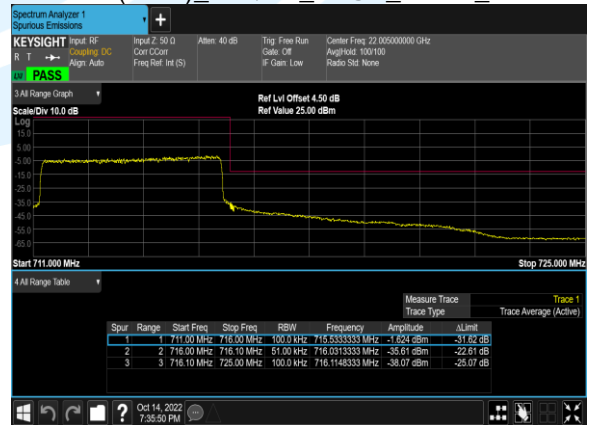 Spectrum Analyzer 1
Spurious Emissions
KEYSIGHT Input: RF Input Z: 50 Ω Atten: 40 dB Trig: Free Run Center Freq: 22.005000000 GHz
R T Coupling: DC Corr CCorr Gate: Off Avg|Hold: 100/100
Align: Auto Freq Ref: Int (S) IF Gain: Low Radio Std: None
PASS
3 All Range Graph
Ref Lvl Offset 4.50 dB
Scale/Div 10.0 dB Ref Value 25.00 dBm
Log
15.0
5.00
-5.00
-15.0
-25.0
-35.0
-45.0
-55.0
-65.0
Start 711.000 MHz Stop 725.000 MHz
4 All Range Table
Measure Trace Trace 1
Trace Type Trace Average (Active)
Spur Range Start Freq Stop Freq RBW Frequency Amplitude ΔLimit
1 1 711.00 MHz 716.00 MHz 100.0 kHz 715.5333333 MHz -1.624 dBm -31.62 dB
2 2 716.00 MHz 716.10 MHz 51.00 kHz 716.0313333 MHz -35.61 dBm -22.61 dB
3 3 716.10 MHz 725.00 MHz 100.0 kHz 716.1148333 MHz -38.07 dBm -25.07 dB
? Oct 14, 2022
7:35:50 PM